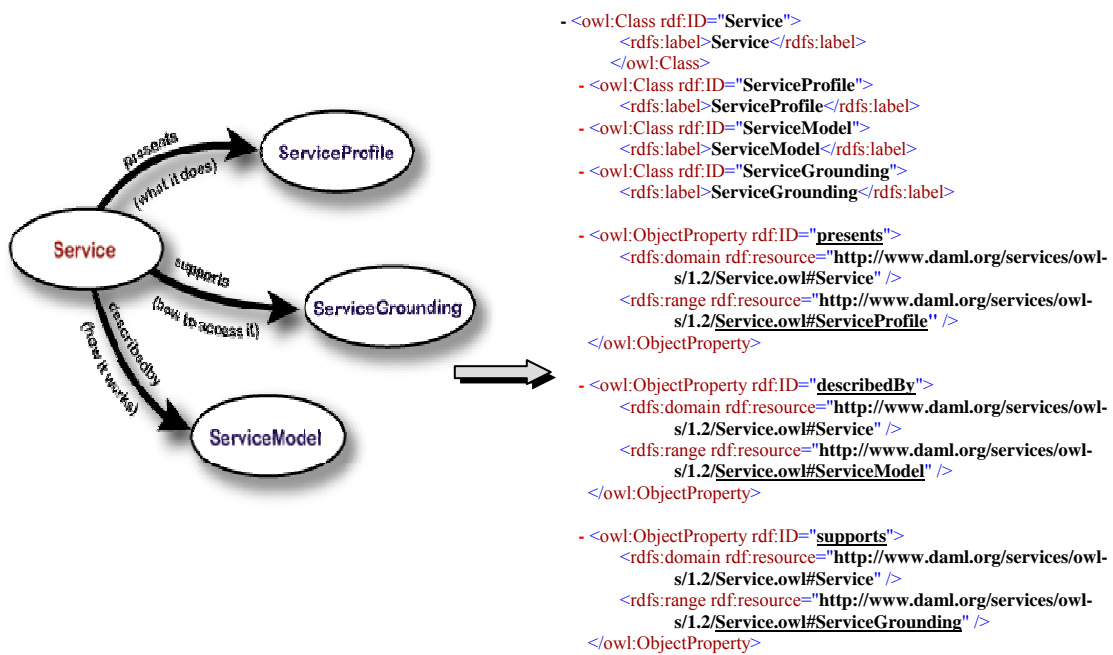 presents
(what it does)
ServiceProfile
Service
supports
(how to access it)
ServiceGrounding
describedby
(how it works)
ServiceModel
- <owl:Class rdf:ID="Service">
<rdfs:label>Service</rdfs:label>
</owl:Class>
- <owl:Class rdf:ID="ServiceProfile">
<rdfs:label>ServiceProfile</rdfs:label>
- <owl:Class rdf:ID="ServiceModel">
<rdfs:label>ServiceModel</rdfs:label>
- <owl:Class rdf:ID="ServiceGrounding">
<rdfs:label>ServiceGrounding</rdfs:label>
- <owl:ObjectProperty rdf:ID="presents">
<rdfs:domain rdf:resource="http://www.daml.org/services/owl-
s/1.2/Service.owl#Service" />
<rdfs:range rdf:resource="http://www.daml.org/services/owl-
s/1.2/Service.owl#ServiceProfile" />
</owl:ObjectProperty>
- <owl:ObjectProperty rdf:ID="describedBy">
<rdfs:domain rdf:resource="http://www.daml.org/services/owl-
s/1.2/Service.owl#Service" />
<rdfs:range rdf:resource="http://www.daml.org/services/owl-
s/1.2/Service.owl#ServiceModel" />
</owl:ObjectProperty>
- <owl:ObjectProperty rdf:ID="supports">
<rdfs:domain rdf:resource="http://www.daml.org/services/owl-
s/1.2/Service.owl#Service" />
<rdfs:range rdf:resource="http://www.daml.org/services/owl-
s/1.2/Service.owl#ServiceGrounding" />
</owl:ObjectProperty>